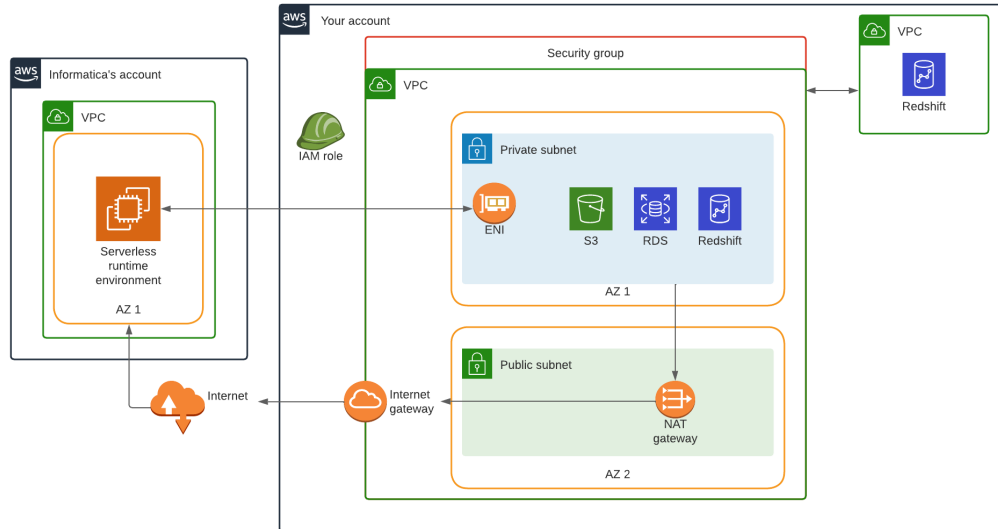 aws
Your account
VPC
Redshift
Security group
aws
Informatica's account
VPC
VPC
IAM role
Private subnet
ENI
S3
RDS
Redshift
Serverless
runtime
environment
AZ 1
AZ 1
Public subnet
Internet
Internet
gateway
NAT
gateway
AZ 2